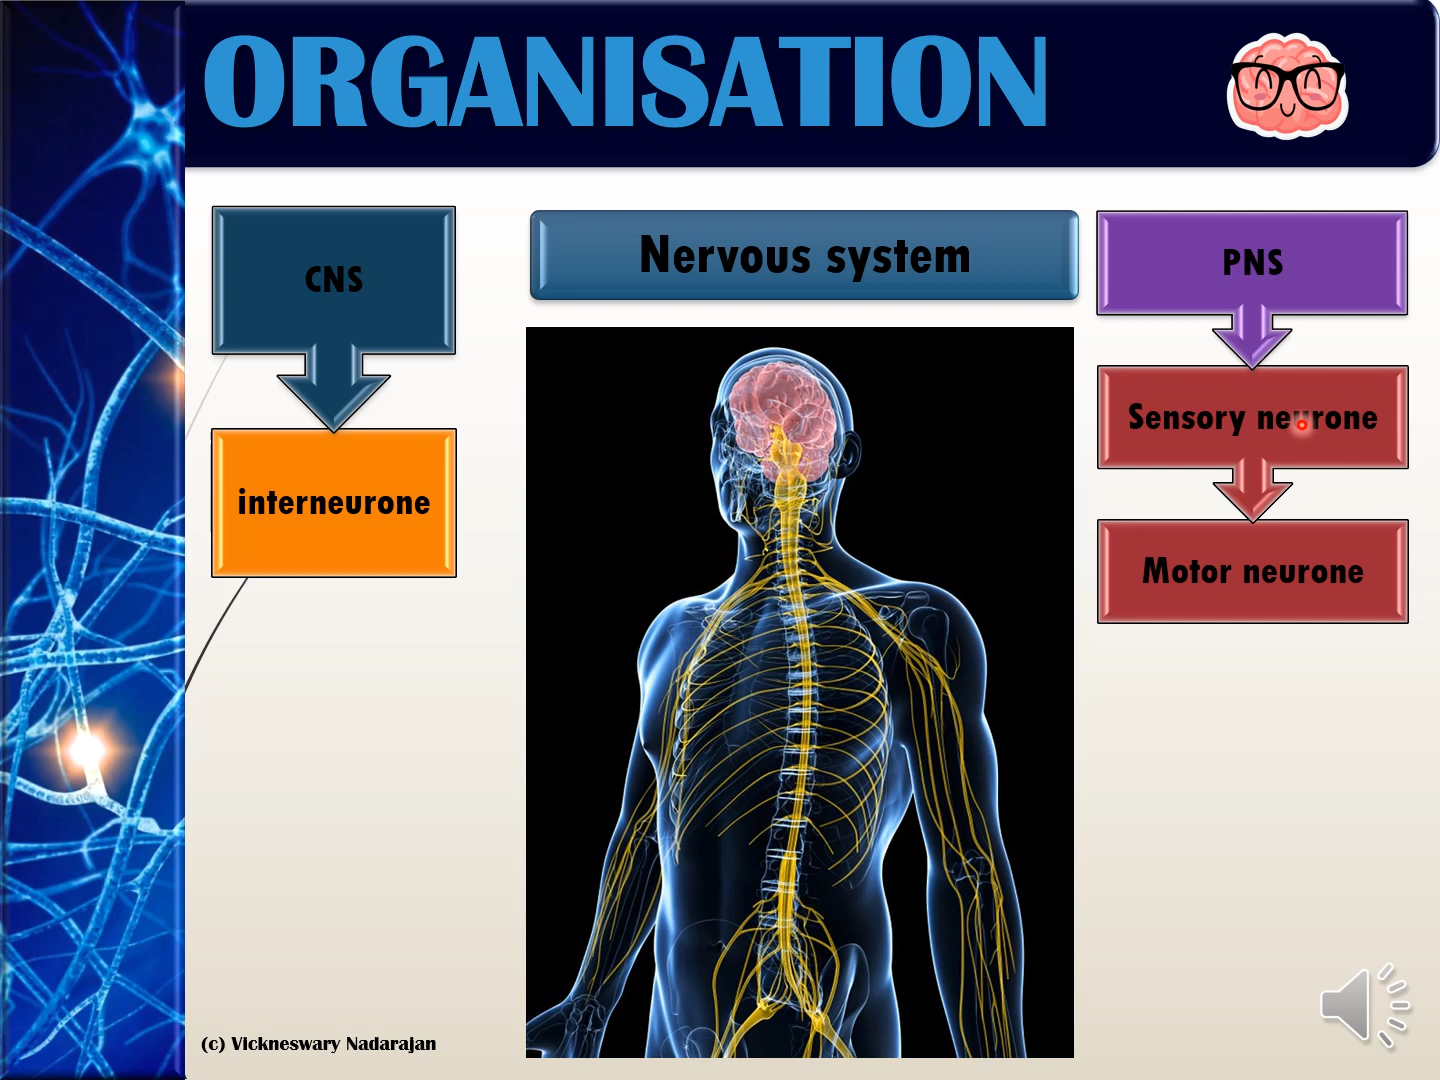 ORGANISATION
CNS
interneurone
Nervous system
PNS
Sensory neurone
Motor neurone
(c) Vickneswary Nadarajan